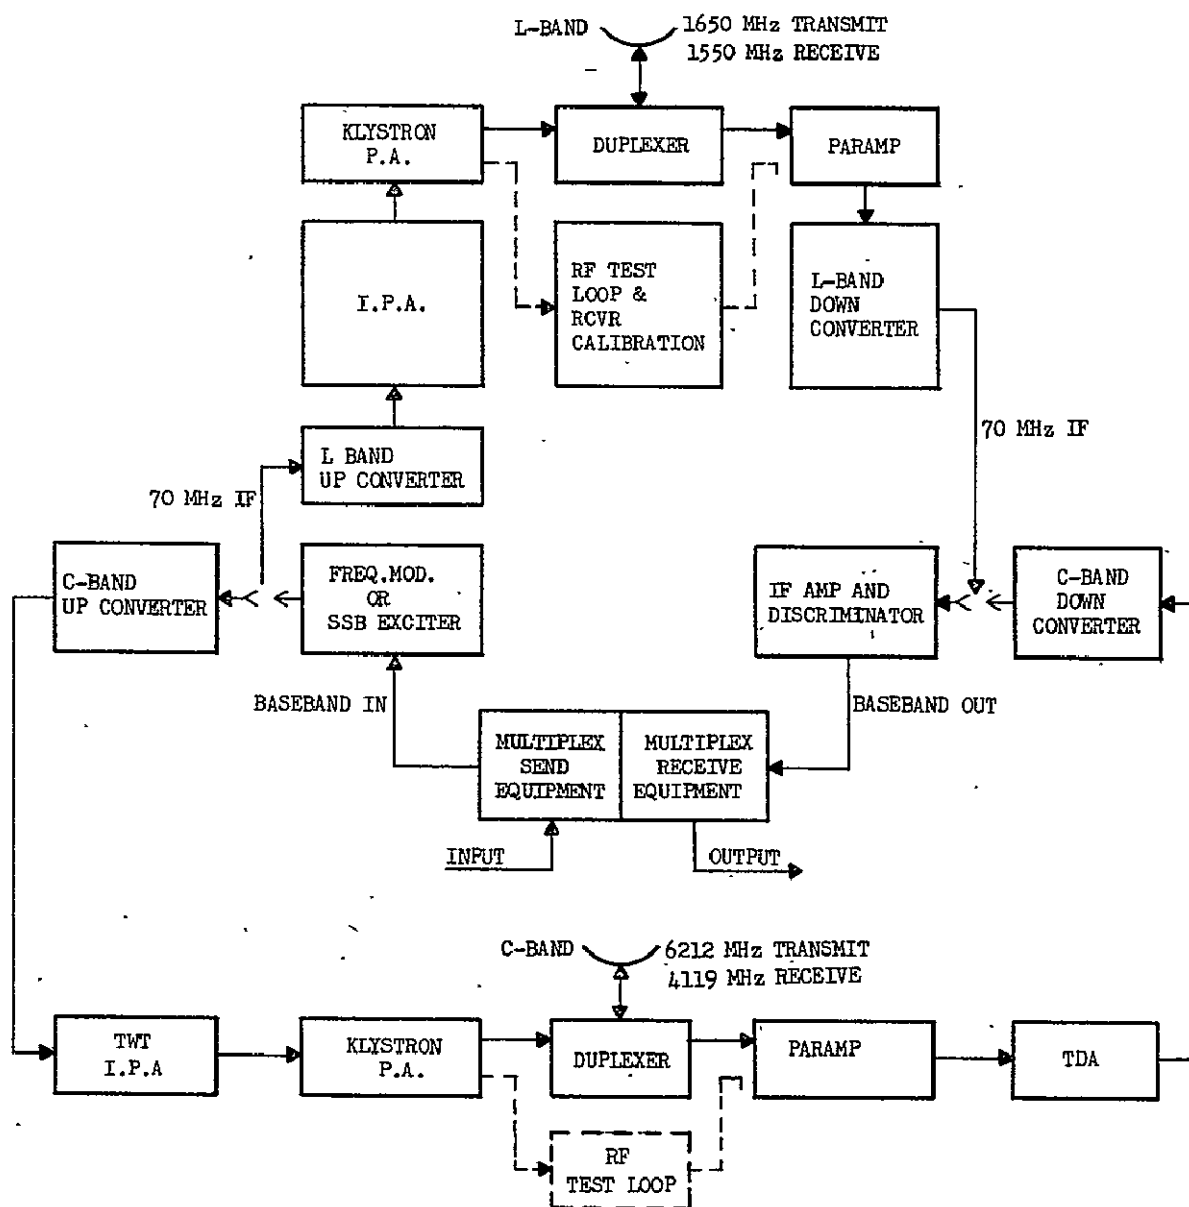 L-BAND
1650 MHz TRANSMIT
1550 MHz RECEIVE
KLYSTRON
P.A.
DUPLEXER
PARAMP
I.P.A.
RF TEST
LOOP &
RCVR
CALIBRATION
L-BAND
DOWN
CONVERTER
L BAND
UP CONVERTER
70 MHz IF
70 MHz IF
C-BAND
UP CONVERTER
FREQ.MOD.
OR
SSB EXCITER
IF AMP AND
DISCRIMINATOR
C-BAND
DOWN
CONVERTER
BASEBAND IN
BASEBAND OUT
MULTIPLEX
SEND
EQUIPMENT
MULTIPLEX
RECEIVE
EQUIPMENT
INPUT
OUTPUT
C-BAND
6212 MHz TRANSMIT
4119 MHz RECEIVE
TWT
I.P.A
KLYSTRON
P.A.
DUPLEXER
PARAMP
TDA
RF
TEST LOOP